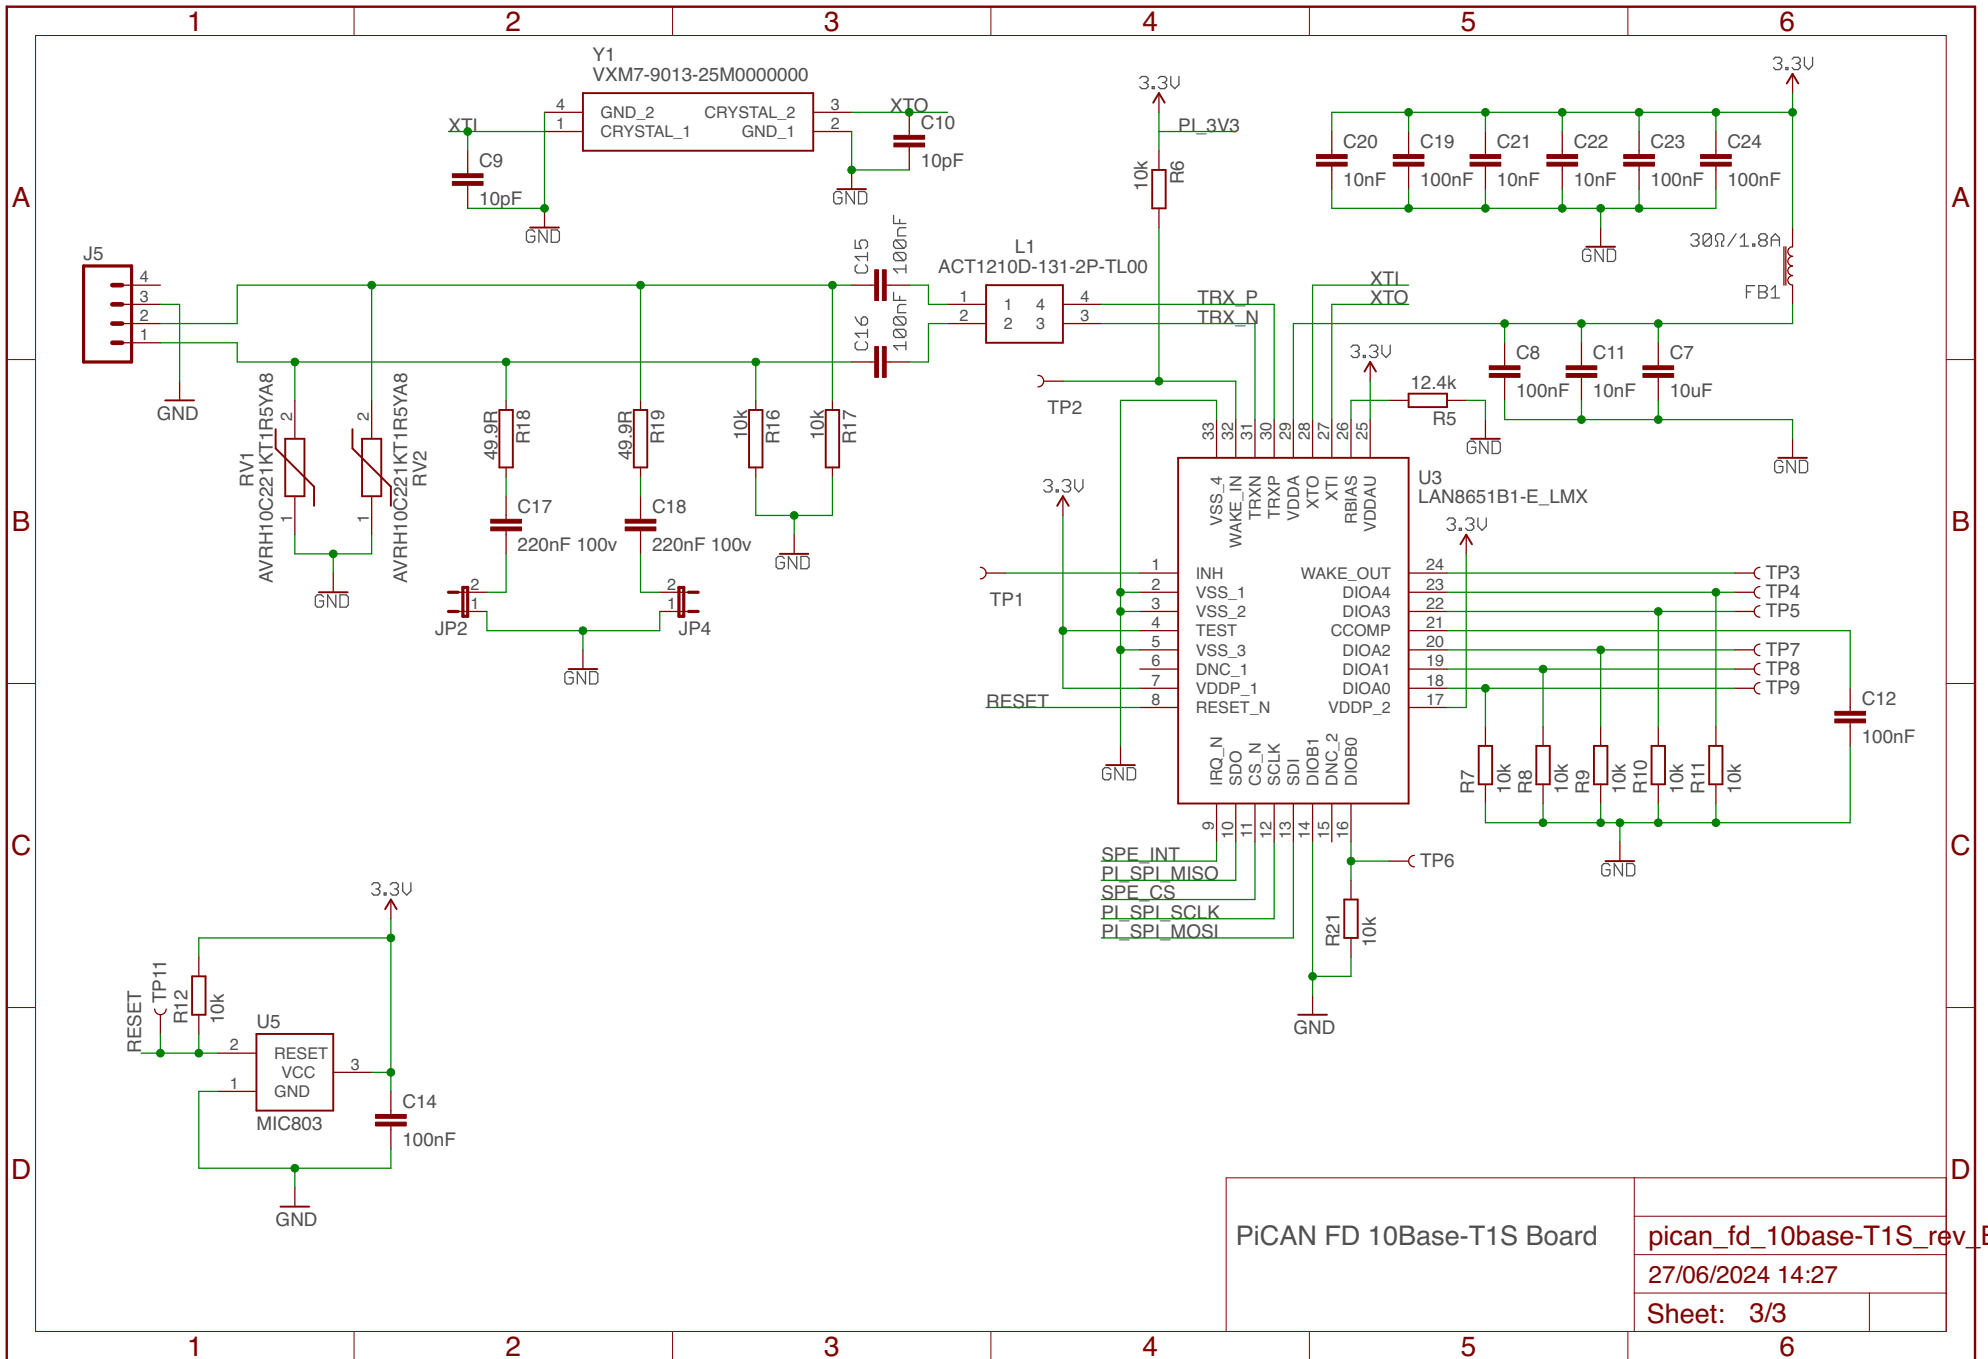 1 2 3 4 5 6
A
B
C
D
A
B
C
D
1 2 3 4 5 6
Y1
VXM7-9013-25M0000000
4 GND_2 CRYSTAL_2 3
1 CRYSTAL_1 GND_1 2
XTI
XTO
C9
10pF
C10
10pF
GND
GND
J5
4
3
2
1
GND
RV1
AVRH10C221KT1R5YA8
2
1
RV2
AVRH10C221KT1R5YA8
2
1
GND
49.9R
R18
49.9R
R19
C17
220nF 100v
C18
220nF 100v
2
1
JP2
2
1
JP4
GND
10k
R16
10k
R17
GND
C15
100nF
C16
100nF
L1
ACT1210D-131-2P-TL00
1 1 4 4
2 2 3 3
TRX_P
TRX_N
3.3V
PI_3V3
10k
R6
TP2
XTI
XTO
3.3V
12.4k
R5
GND
3.3V
C20
10nF
C19
100nF
C21
10nF
C22
10nF
C23
100nF
C24
100nF
GND
30Ω/1.8A
FB1
C8
100nF
C11
10nF
C7
10uF
GND
33 32 31 30 29 28 27 26 25
VSS_4 WAKE_IN TRXN TRXP VDDA XTO XTI RBIAS VDDAU
U3
LAN8651B1-E_LMX
3.3V
3.3V
TP1
1 INH
2 VSS_1
3 VSS_2
4 TEST
5 VSS_3
6 DNC_1
7 VDDP_1
8 RESET_N
RESET
GND
WAKE_OUT 24 TP3
DIOA4 23 TP4
DIOA3 22 TP5
CCOMP 21
DIOA2 20 TP7
DIOA1 19 TP8
DIOA0 18 TP9
VDDP_2 17
IRQ_N SDO CS_N SCLK SDI DIOB1 DNC_2 DIOB0
9 10 11 12 13 14 15 16
SPE_INT
PI_SPI_MISO
SPE_CS
PI_SPI_SCLK
PI_SPI_MOSI
TP6
R21
10k
GND
R7
10k
R8
10k
R9
10k
R10
10k
R11
10k
C12
100nF
GND
3.3V
RESET
TP11
R12
10k
U5
2 RESET
VCC 3
1 GND
MIC803
C14
100nF
GND
PiCAN FD 10Base-T1S Board
pican_fd_10base-T1S_rev_
27/06/2024 14:27
Sheet: 3/3